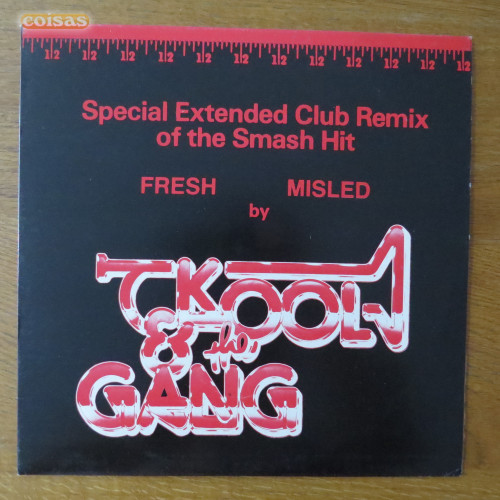 coisas
1|2 1|2 1|2 1|2 1|2 1|2 1|2 1|2 1|2 1|2 1|2 1|2
Special Extended Club Remix
of the Smash Hit
FRESH MISLED
by
KOOL
& the
GANG